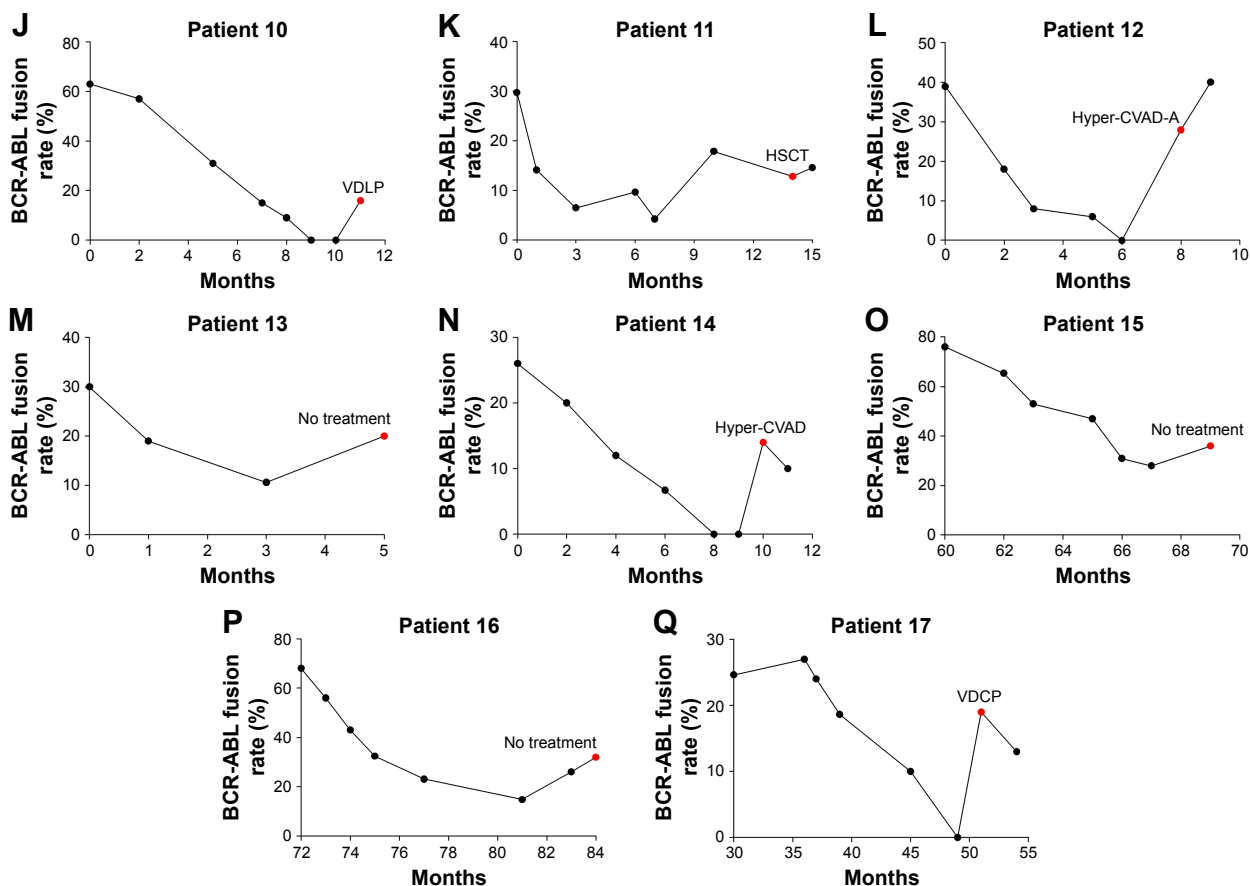 J
Patient 10
BCR-ABL fusion
rate (%)
80
60
40
20
0
VDLP
0 2 4 6 8 10 12
Months
K
Patient 11
BCR-ABL fusion
rate (%)
40
30
20
10
0
HSCT
0 3 6 9 12 15
Months
L
Patient 12
BCR-ABL fusion
rate (%)
50
40
30
20
10
0
Hyper-CVAD-A
0 2 4 6 8 10
Months
M
Patient 13
BCR-ABL fusion
rate (%)
40
30
20
10
0
No treatment
0 1 2 3 4 5
Months
N
Patient 14
BCR-ABL fusion
rate (%)
30
20
10
0
Hyper-CVAD
0 2 4 6 8 10 12
Months
O
Patient 15
BCR-ABL fusion
rate (%)
80
60
40
20
0
No treatment
60 62 64 66 68 70
Months
P
Patient 16
BCR-ABL fusion
rate (%)
80
60
40
20
0
No treatment
72 74 76 78 80 82 84
Months
Q
Patient 17
BCR-ABL fusion
rate (%)
30
20
10
0
VDCP
30 35 40 45 50 55
Months